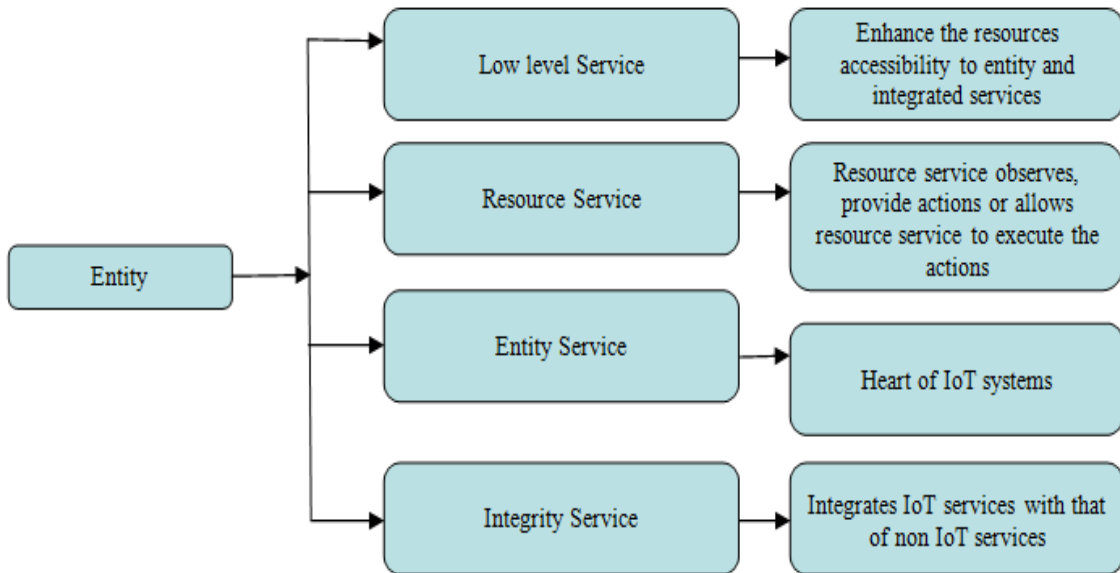 Low level Service
Enhance the resources
accessibility to entity and
integrated services
Resource Service
Resource service observes,
provide actions or allows
resource service to execute the
actions
Entity
Entity Service
Heart of IoT systems
Integrity Service
Integrates IoT services with that
of non IoT services